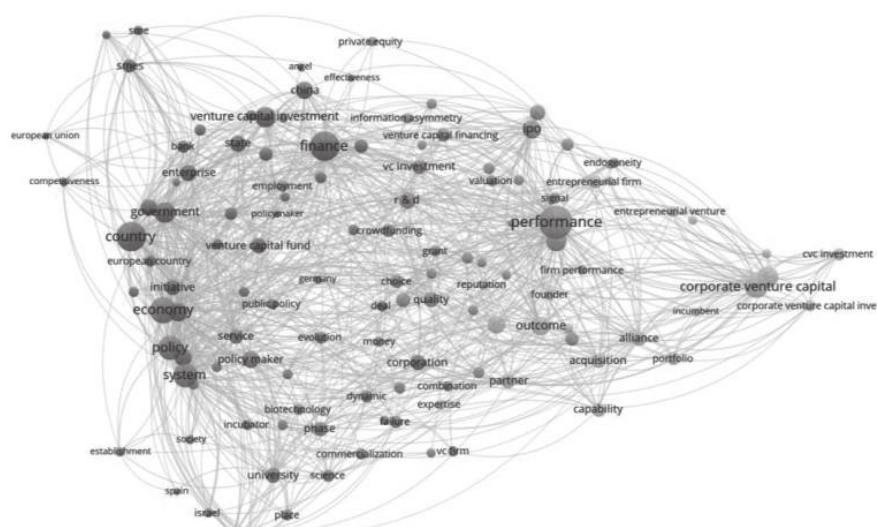 sme
private equity
smes
angel
effectiveness
china
venture capital investment
information asymmetry
ipo
european union
bank
state
finance
venture capital financing
endogeneity
enterprise
vc investment
competiveness
employment
valuation
entrepreneurial firm
r & d
signal
government
policymaker
performance
entrepreneurial venture
country
crowdfunding
venture capital fund
grant
cvc investment
european country
firm performance
initiative
germany
choice
reputation
corporate venture capital
public policy
quality
founder
economy
deal
incumbent
corporate venture capital inve
outcome
service
evolution
money
alliance
policy
policy maker
corporation
acquisition
portfolio
system
combination
partner
dynamic
biotechnology
expertise
capability
incubator
phase
failure
society
establishment
commercialization
vc firm
university
science
spain
israel
place